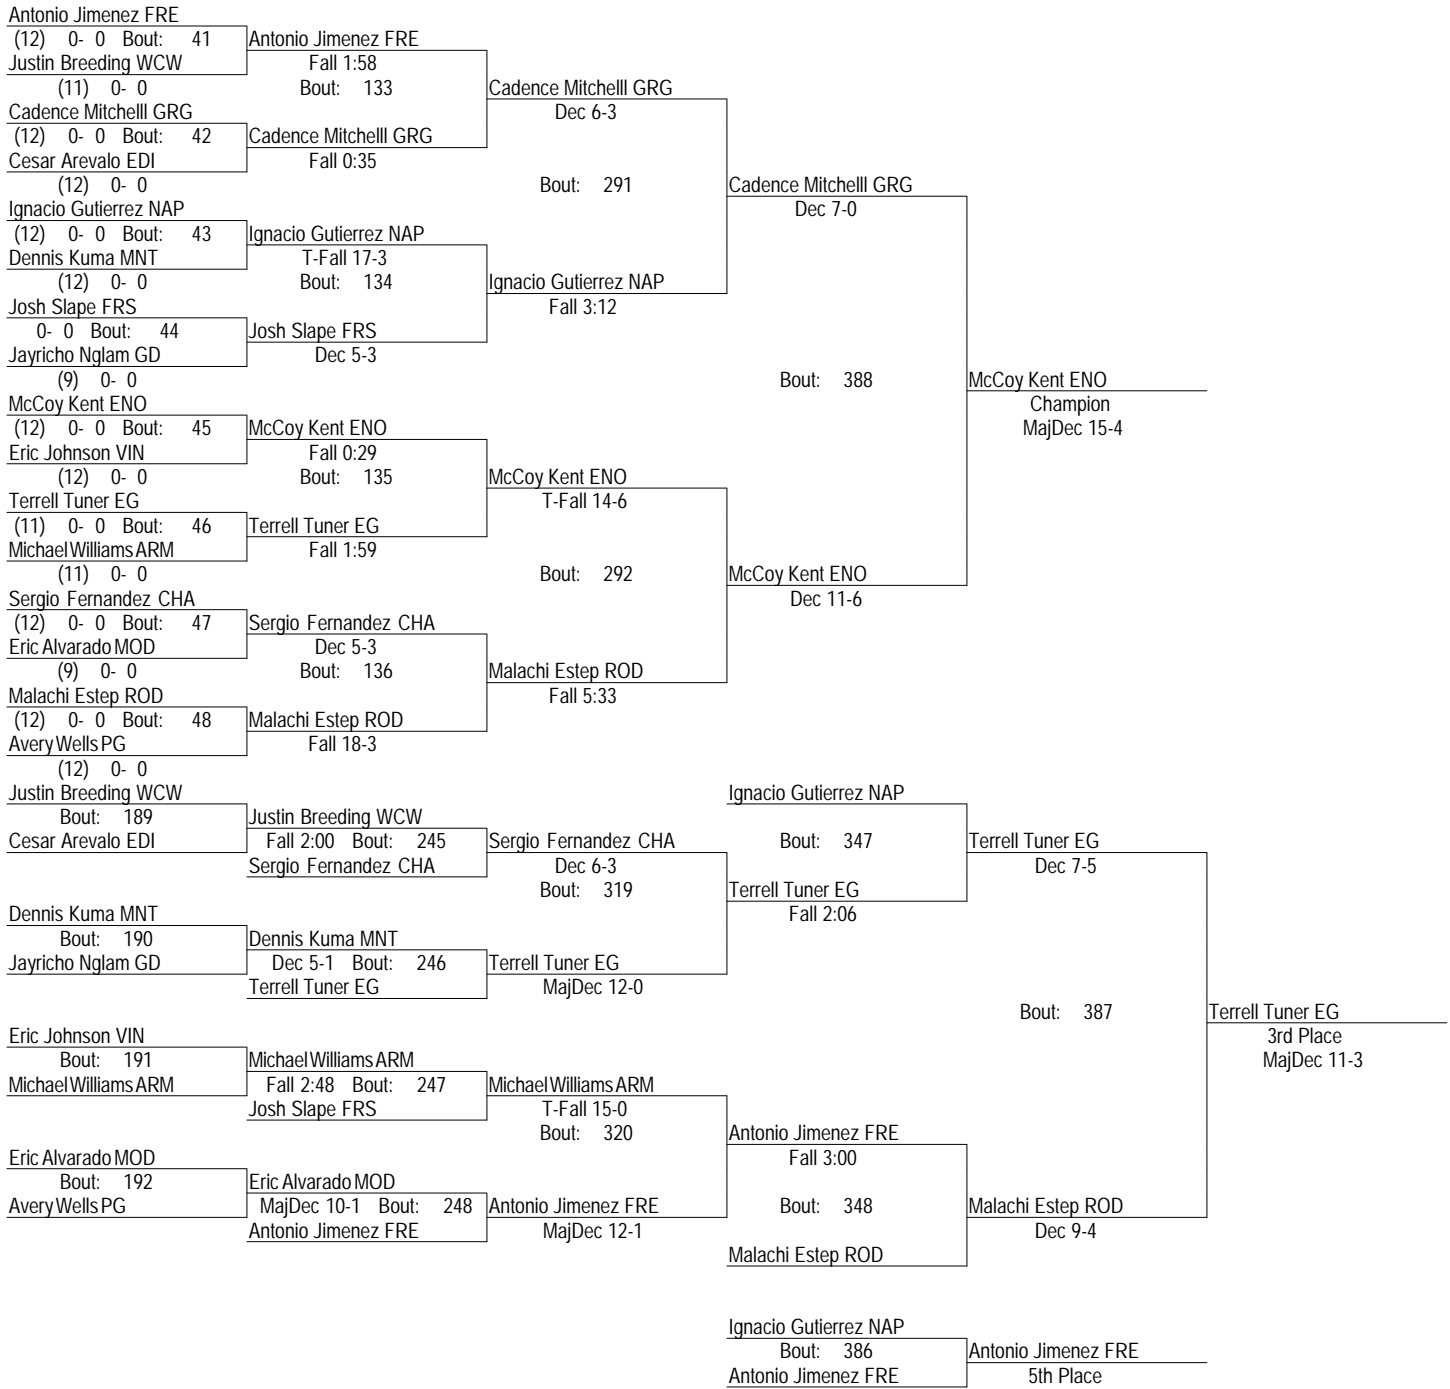 Antonio Jimenez FRE
(12) 0- 0 Bout: 41 Antonio Jimenez FRE
Justin Breeding WCW Fall 1:58
(11) 0- 0 Bout: 133 Cadence Mitchelll GRG
Cadence Mitchelll GRG Dec 6-3
(12) 0- 0 Bout: 42 Cadence Mitchelll GRG
Cesar Arevalo EDI Fall 0:35
(12) 0- 0 Bout: 291 Cadence Mitchelll GRG
Ignacio Gutierrez NAP Dec 7-0
(12) 0- 0 Bout: 43 Ignacio Gutierrez NAP
Dennis Kuma MNT T-Fall 17-3
(12) 0- 0 Bout: 134 Ignacio Gutierrez NAP
Josh Slape FRS Fall 3:12
0- 0 Bout: 44 Josh Slape FRS
Jayricho Nglam GD Dec 5-3
(9) 0- 0 Bout: 388 McCoy Kent ENO
McCoy Kent ENO Champion
(12) 0- 0 Bout: 45 McCoy Kent ENO MajDec 15-4
Eric Johnson VIN Fall 0:29
(12) 0- 0 Bout: 135 McCoy Kent ENO
Terrell Tuner EG T-Fall 14-6
(11) 0- 0 Bout: 46 Terrell Tuner EG
Michael Williams ARM Fall 1:59
(11) 0- 0 Bout: 292 McCoy Kent ENO
Sergio Fernandez CHA Dec 11-6
(12) 0- 0 Bout: 47 Sergio Fernandez CHA
Eric Alvarado MOD Dec 5-3
(9) 0- 0 Bout: 136 Malachi Estep ROD
Malachi Estep ROD Fall 5:33
(12) 0- 0 Bout: 48 Malachi Estep ROD
Avery Wells PG Fall 18-3
(12) 0- 0
Justin Breeding WCW Ignacio Gutierrez NAP
Bout: 189 Justin Breeding WCW
Cesar Arevalo EDI Fall 2:00 Bout: 245 Sergio Fernandez CHA Bout: 347 Terrell Tuner EG
Sergio Fernandez CHA Dec 6-3 Dec 7-5
Bout: 319 Terrell Tuner EG
Dennis Kuma MNT Fall 2:06
Bout: 190 Dennis Kuma MNT
Jayricho Nglam GD Dec 5-1 Bout: 246 Terrell Tuner EG
Terrell Tuner EG MajDec 12-0
Bout: 387 Terrell Tuner EG
Eric Johnson VIN 3rd Place
Bout: 191 Michael Williams ARM MajDec 11-3
Michael Williams ARM Fall 2:48 Bout: 247 Michael Williams ARM
Josh Slape FRS T-Fall 15-0
Bout: 320 Antonio Jimenez FRE
Eric Alvarado MOD Fall 3:00
Bout: 192 Eric Alvarado MOD
Avery Wells PG MajDec 10-1 Bout: 248 Antonio Jimenez FRE Bout: 348 Malachi Estep ROD
Antonio Jimenez FRE MajDec 12-1 Dec 9-4
Malachi Estep ROD
Ignacio Gutierrez NAP
Bout: 386 Antonio Jimenez FRE
Antonio Jimenez FRE 5th Place